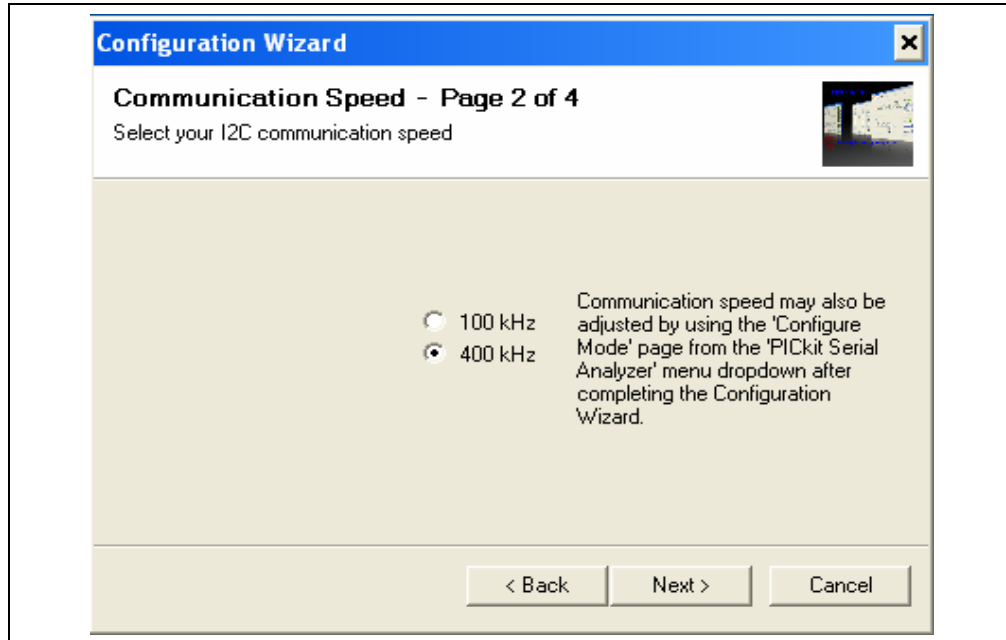 Configuration Wizard
Communication Speed - Page 2 of 4
Select your I2C communication speed
100 kHz
400 kHz
Communication speed may also be
adjusted by using the 'Configure
Mode' page from the 'PICkit Serial
Analyzer' menu dropdown after
completing the Configuration
Wizard.
< Back
Next >
Cancel